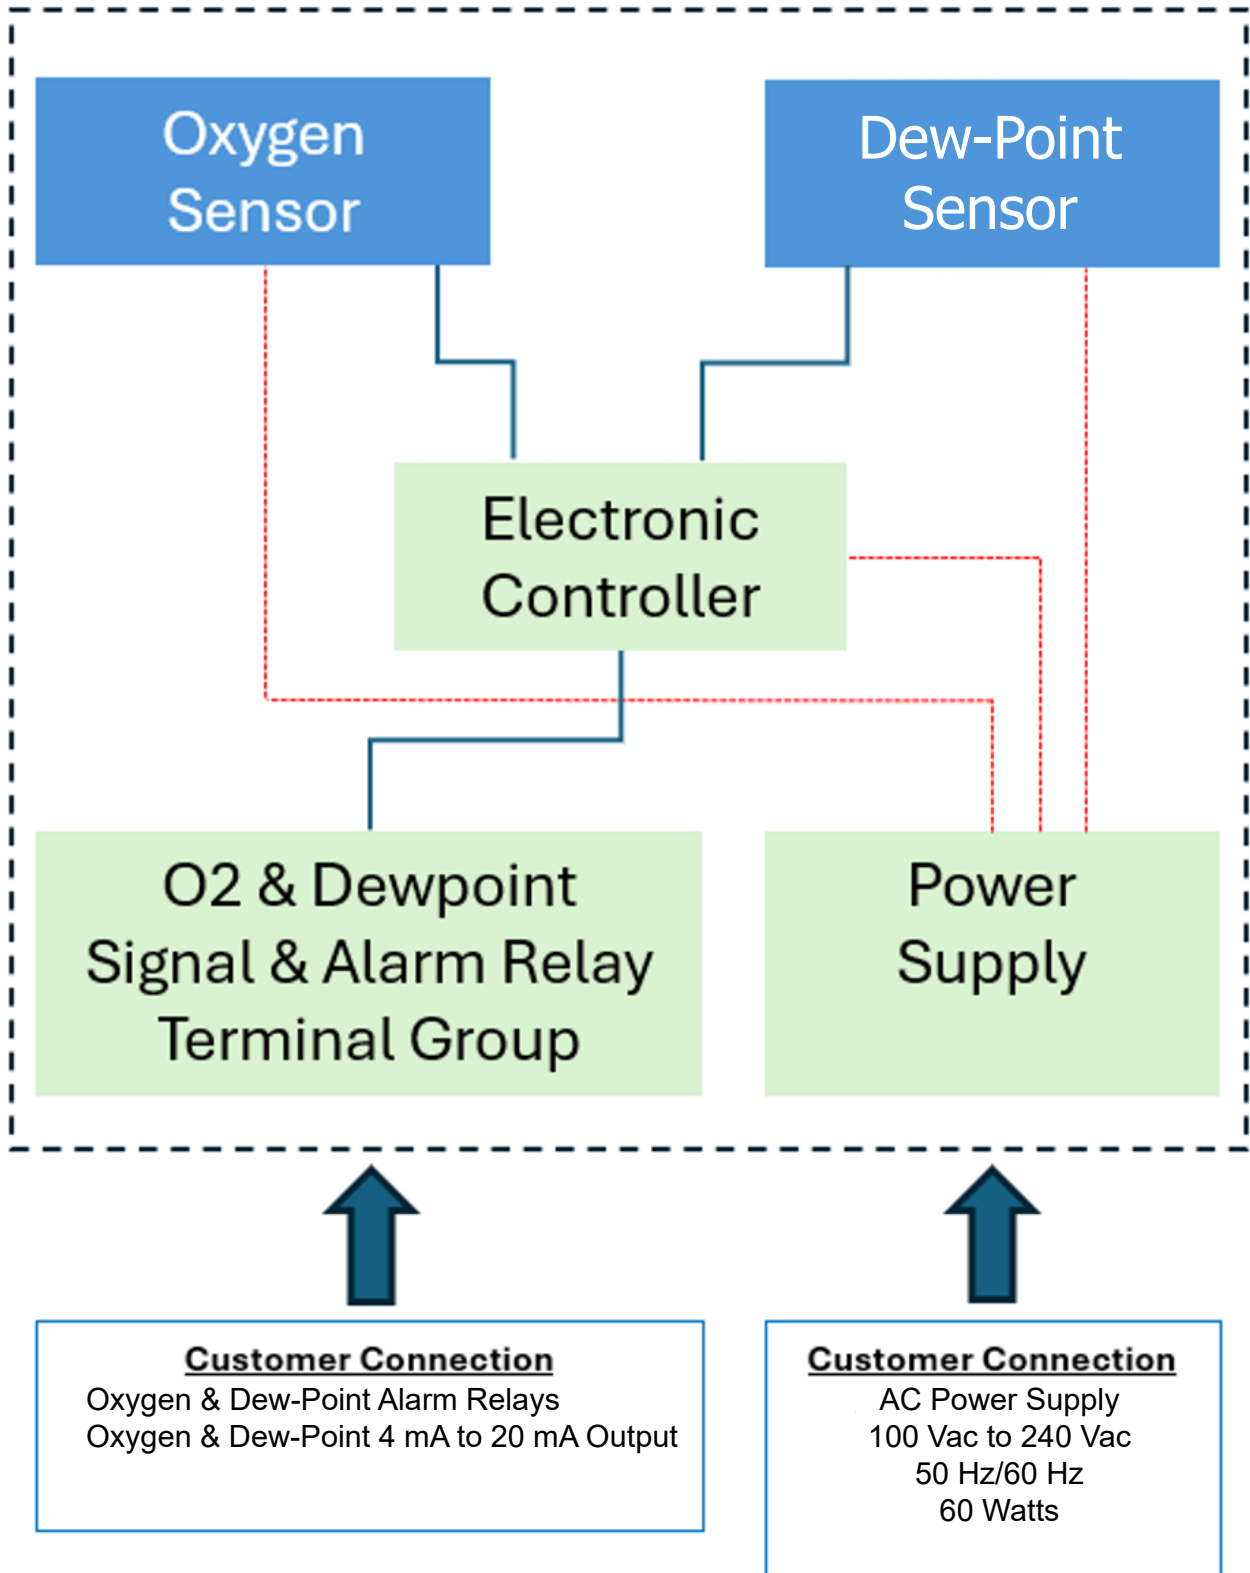 Oxygen
Sensor
Dew-Point
Sensor
Electronic
Controller
O2 & Dewpoint
Signal & Alarm Relay
Terminal Group
Power
Supply
Customer Connection
Oxygen & Dew-Point Alarm Relays
Oxygen & Dew-Point 4 mA to 20 mA Output
Customer Connection
AC Power Supply
100 Vac to 240 Vac
50 Hz/60 Hz
60 Watts